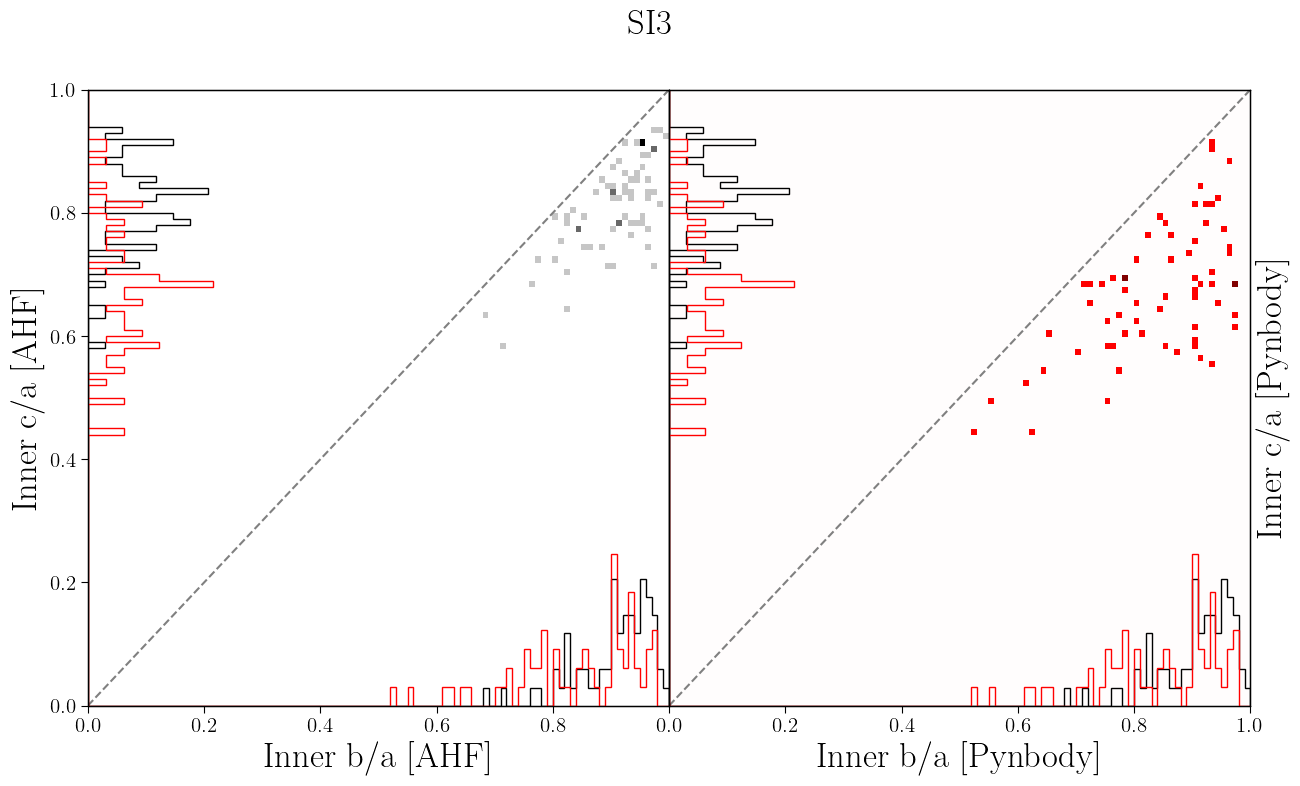 SI3
1.0
0.8
0.6
0.4
0.2
0.0
Inner c/a [AHF]
0.0 0.2 0.4 0.6 0.8 0.0 0.2 0.4 0.6 0.8 1.0
Inner b/a [AHF]
Inner b/a [Pynbody]
Inner c/a [Pynbody]